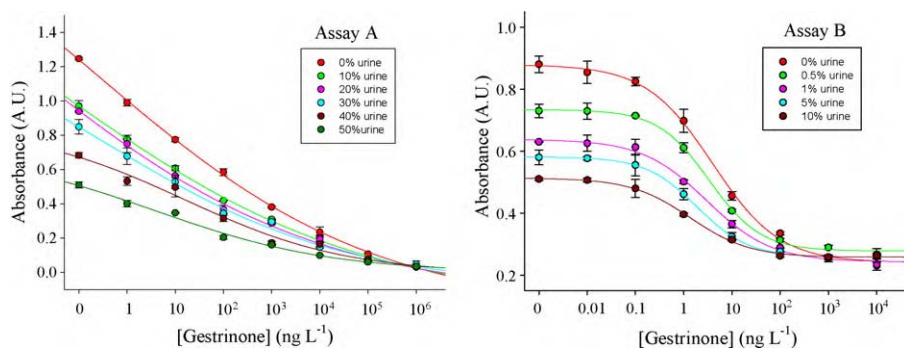 Assay A
0% urine
10% urine
20% urine
30% urine
40% urine
50%urine
Absorbance (A.U.)
1.4
1.2
1.0
0.8
0.6
0.4
0.2
0.0
0 1 10 10² 10³ 10⁴ 10⁵ 10⁶
[Gestrinone] (ng L⁻¹)
Assay B
0% urine
0.5% urine
1% urine
5% urine
10% urine
Absorbance (A.U.)
1.0
0.8
0.6
0.4
0.2
0 0.01 0.1 1 10 10² 10³ 10⁴
[Gestrinone] (ng L⁻¹)